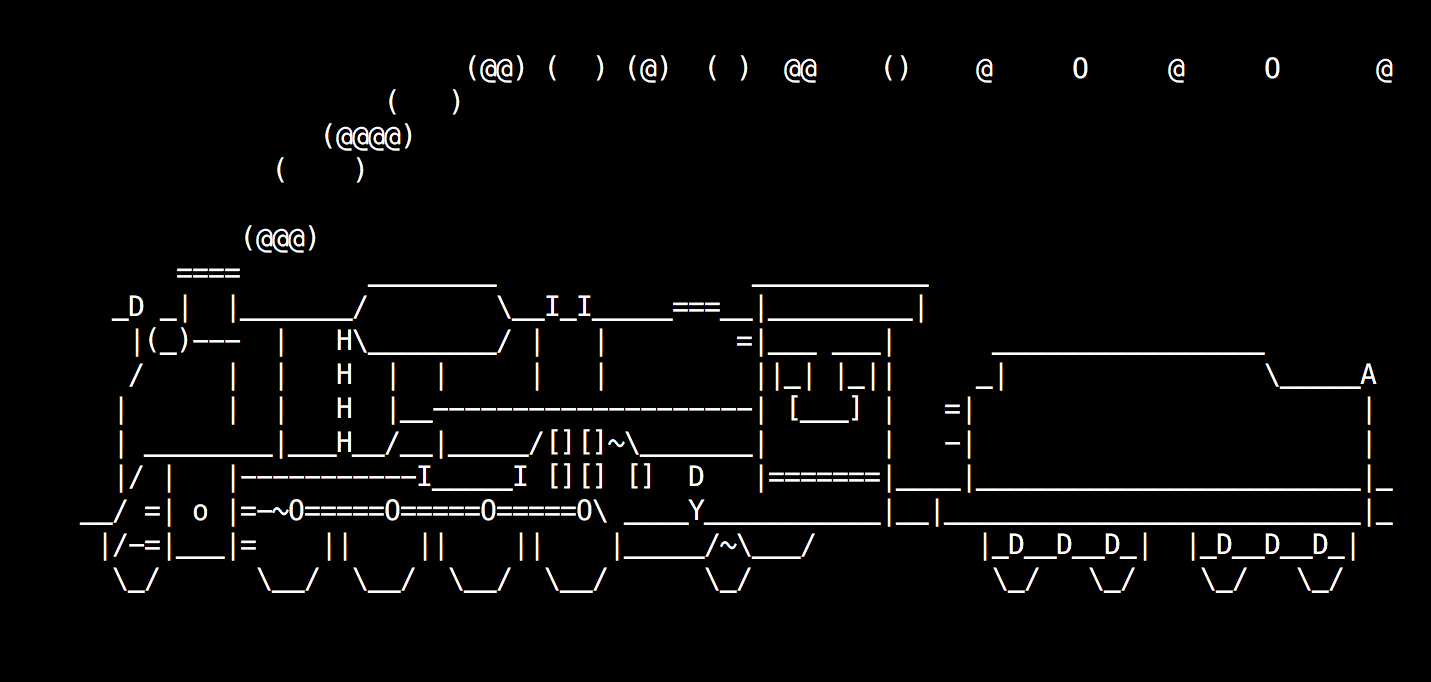 (@@) (  ) (@)  ( )  @@    ()    @     O     @     O      @
                        (   )
                    (@@@@)
                 (    )

               (@@@)
           ====        ________                ___________
       _D _|  |_______/        \__I_I_____===__|_________|
        |(_)---  |   H\________/ |   |        =|___ ___|      _________________
        /     |  |   H  |  |     |   |         ||_| |_||     _|                \_____A
       |      |  |   H  |__--------------------| [___] |   =|                        |
       | ________|___H__/__|_____/[][]~\_______|       |   -|                        |
       |/ |   |-----------I_____I [][] []  D   |=======|____|________________________|_
     __/ =| o |=-~O=====O=====O=====O\ ____Y___________|__|__________________________|_
      |/-=|___|=    ||    ||    ||    |_____/~\___/          |_D__D__D_|  |_D__D__D_|
       \_/      \__/  \__/  \__/  \__/      \_/               \_/   \_/    \_/   \_/